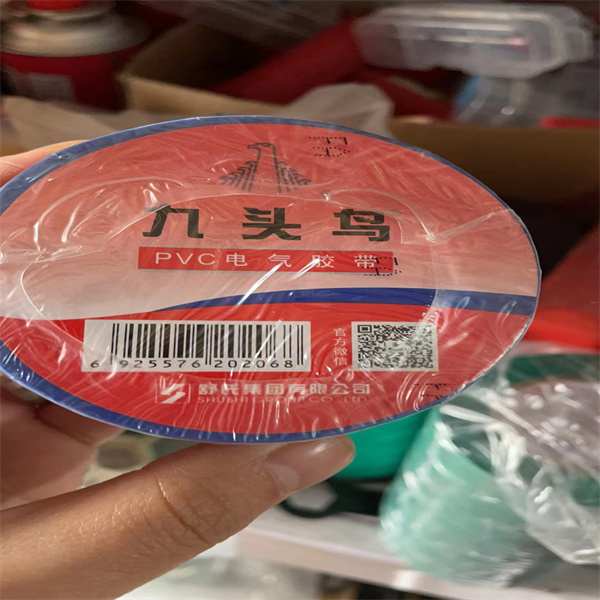 九头鸟
PVC电气胶带
6 925576 202068
官方微信
舒氏集团有限公司
SHUSHI GROUP CO., LTD